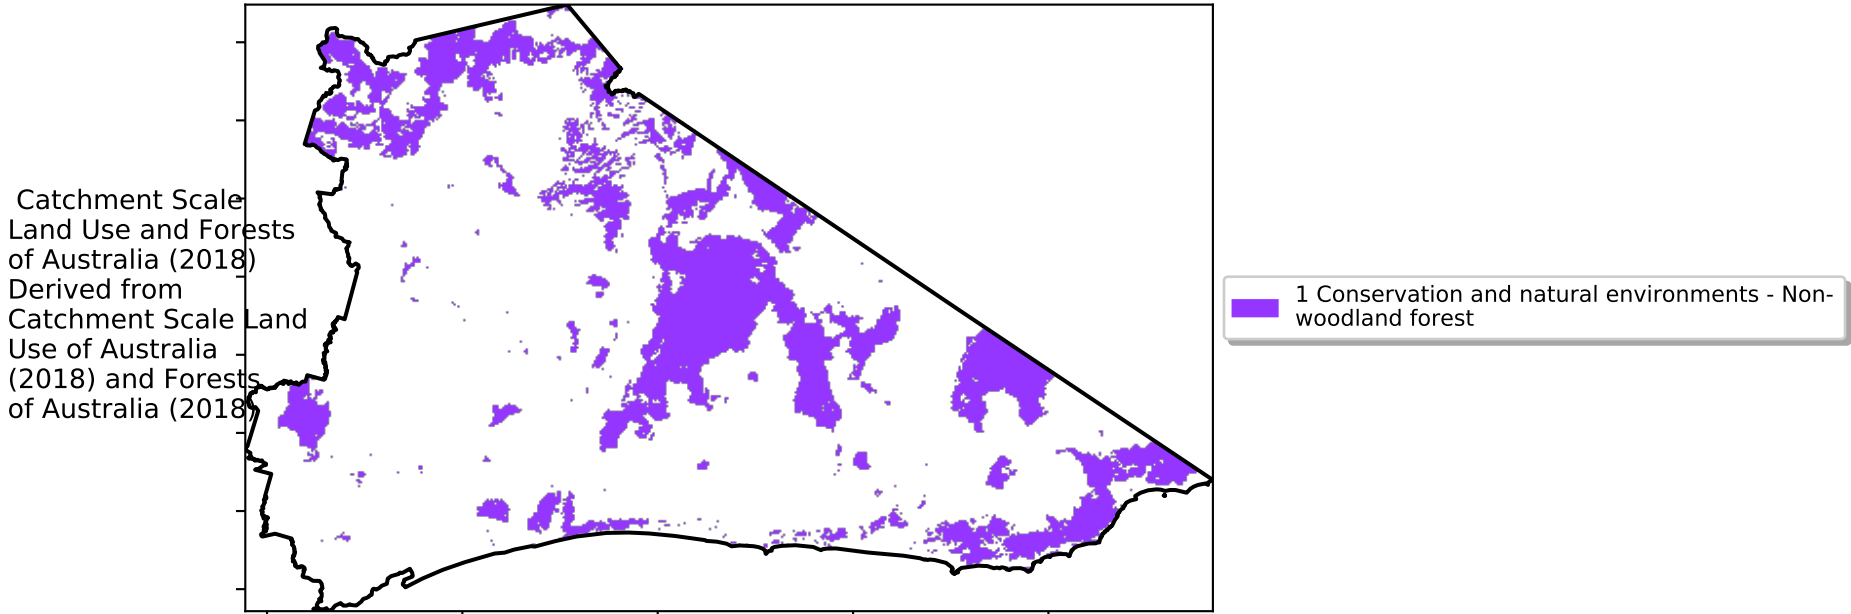 Catchment Scale
Land Use and Forests
of Australia (2018)
Derived from
Catchment Scale Land
Use of Australia
(2018) and Forests
of Australia (2018)
1 Conservation and natural environments - Non-
woodland forest